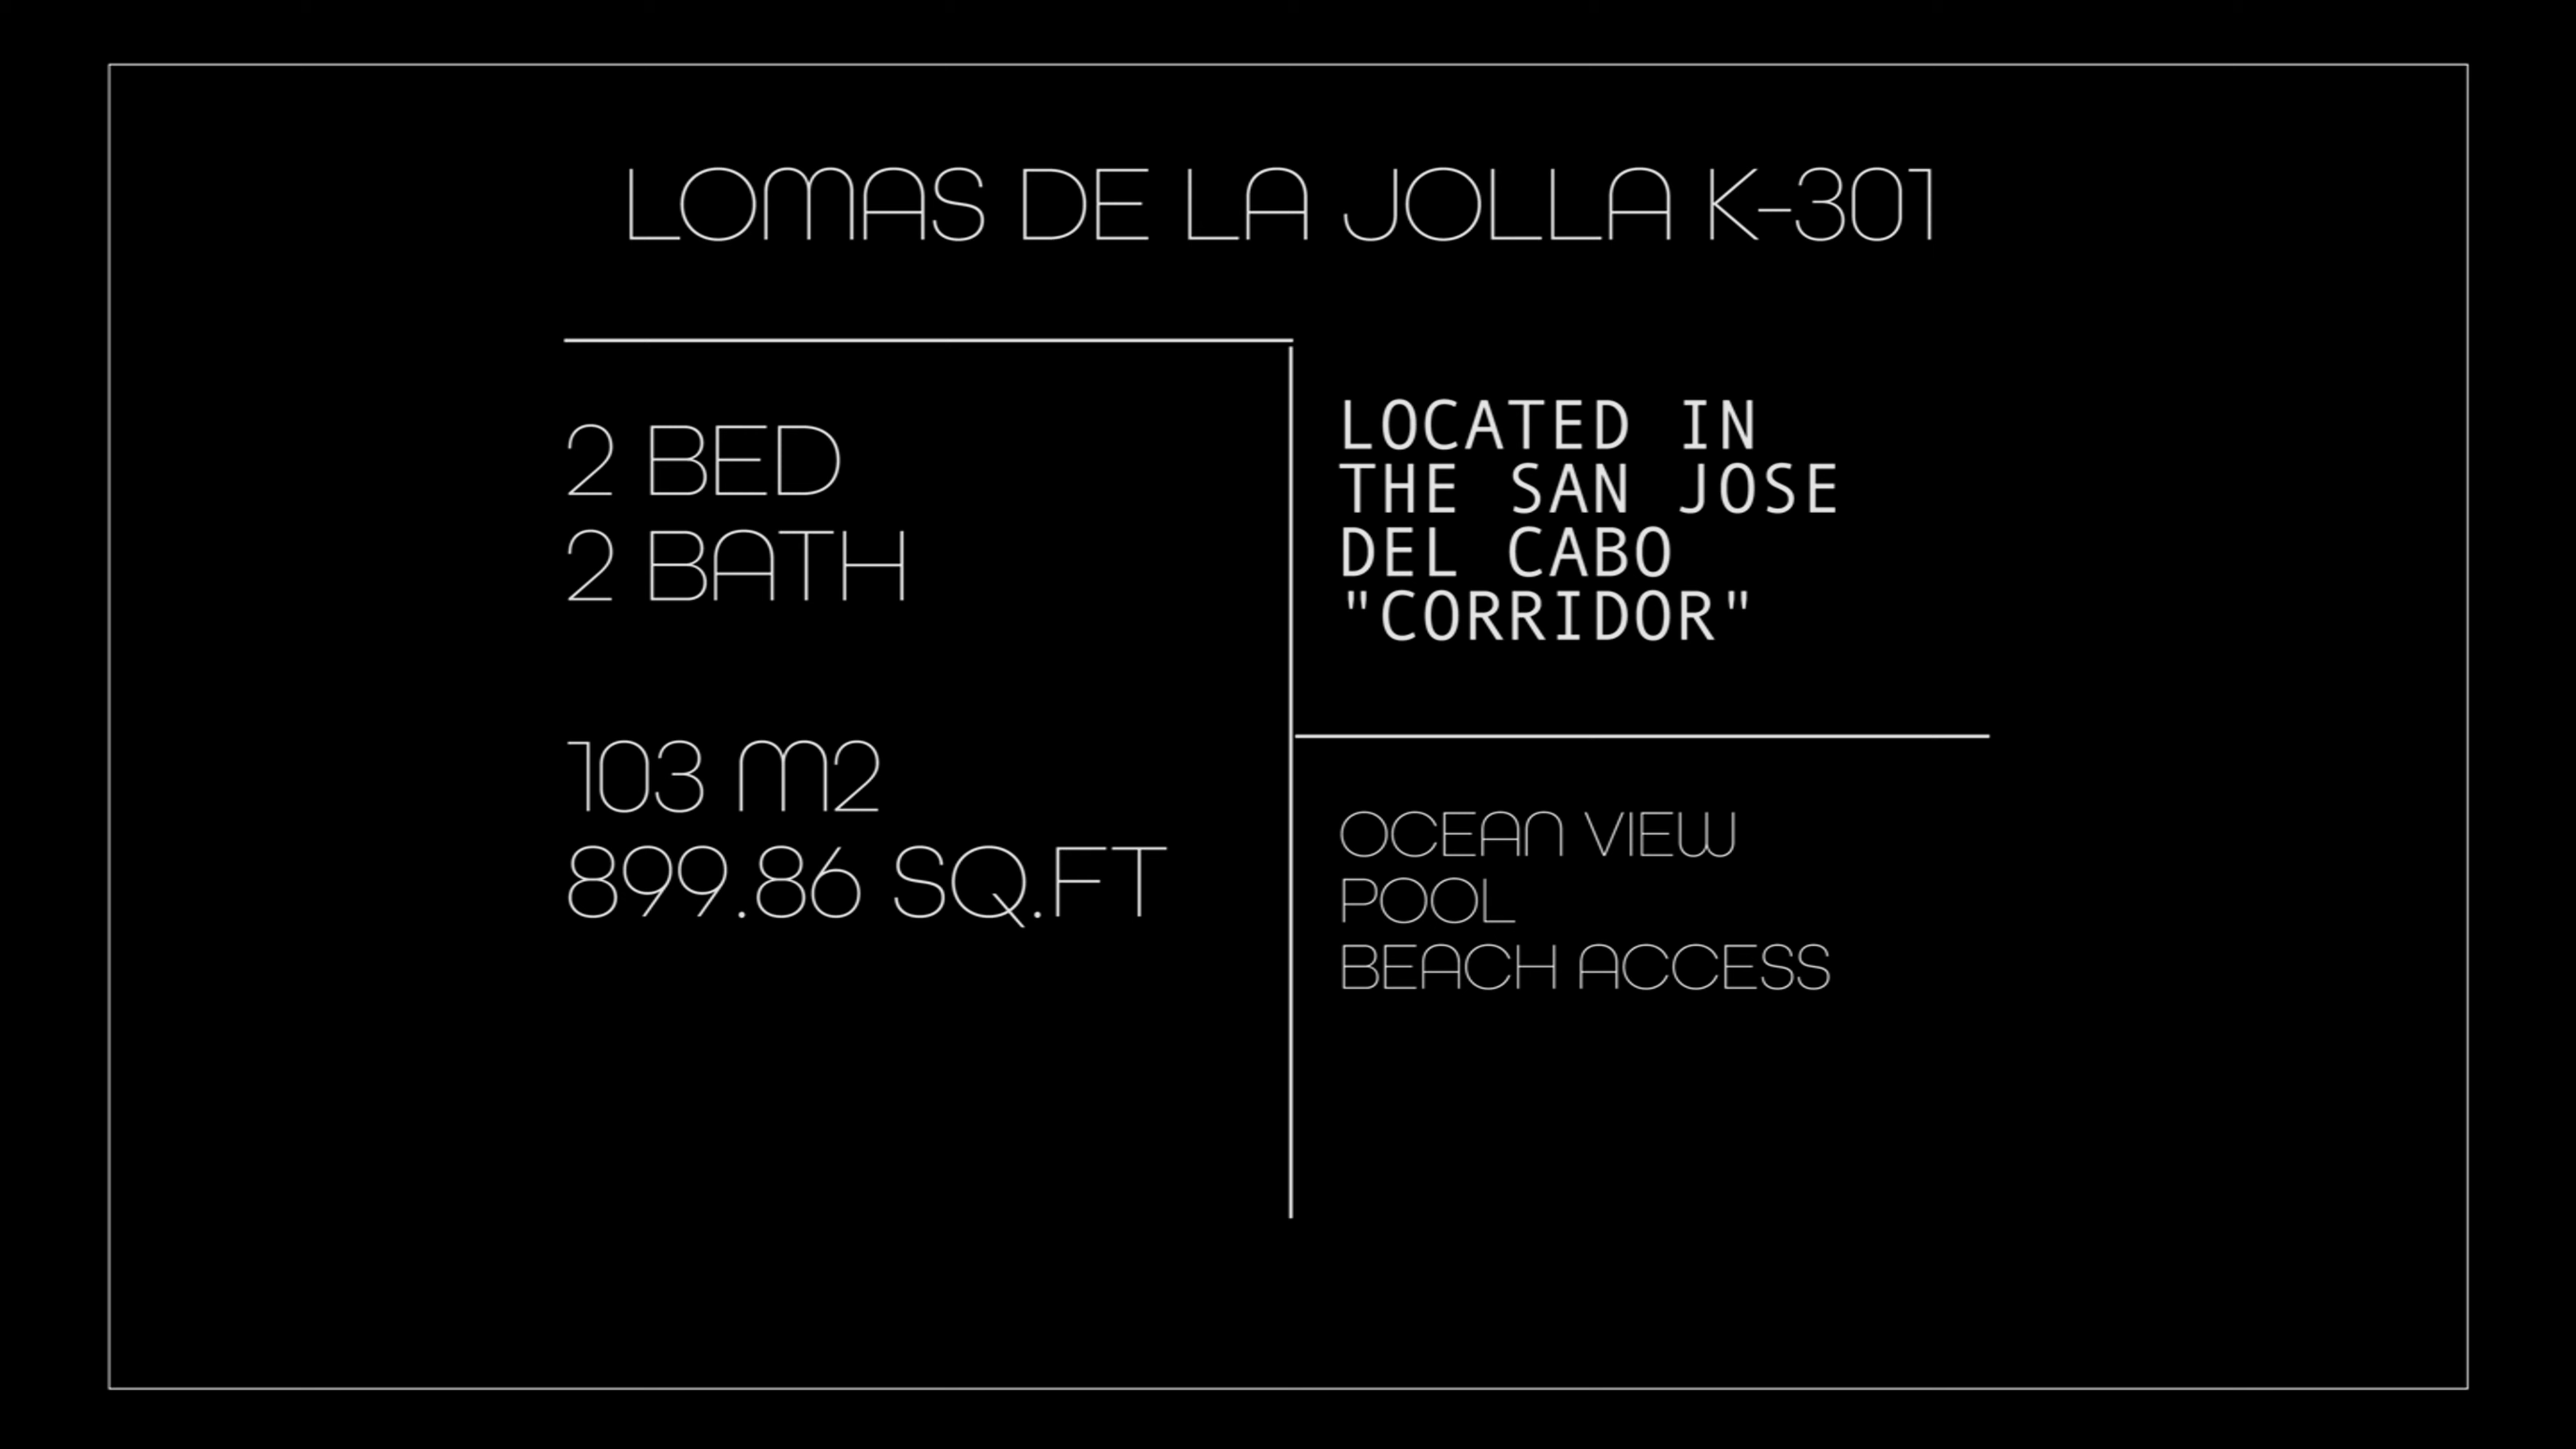 LOMAS DE LA JOLLA K-301
2 BED
2 BATH
103 M2
899.86 SQ.FT
LOCATED IN
THE SAN JOSE
DEL CABO
"CORRIDOR"
OCEAN VIEW
POOL
BEACH ACCESS